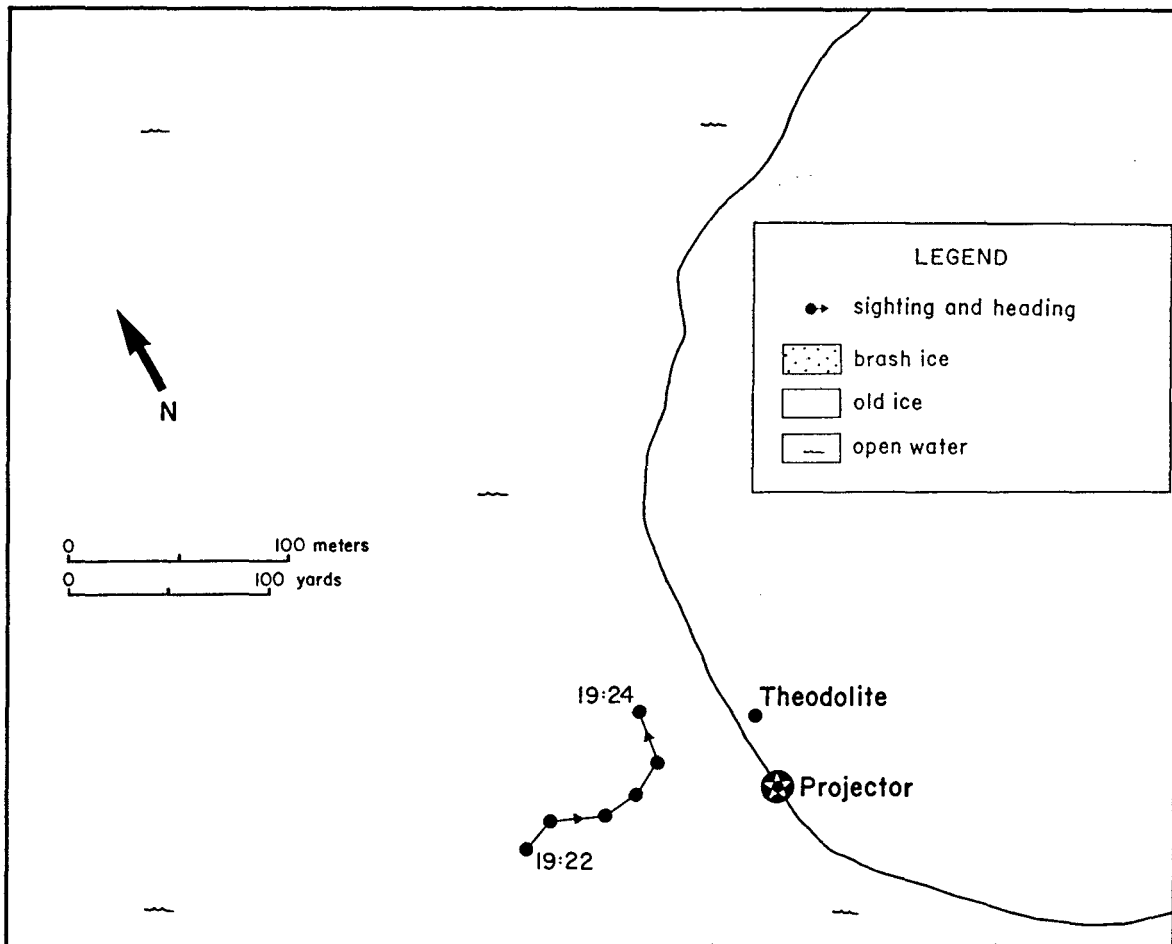 LEGEND
sighting and heading
brash ice
old ice
open water
N
0 100 meters
0 100 yards
19:24
Theodolite
Projector
19:22